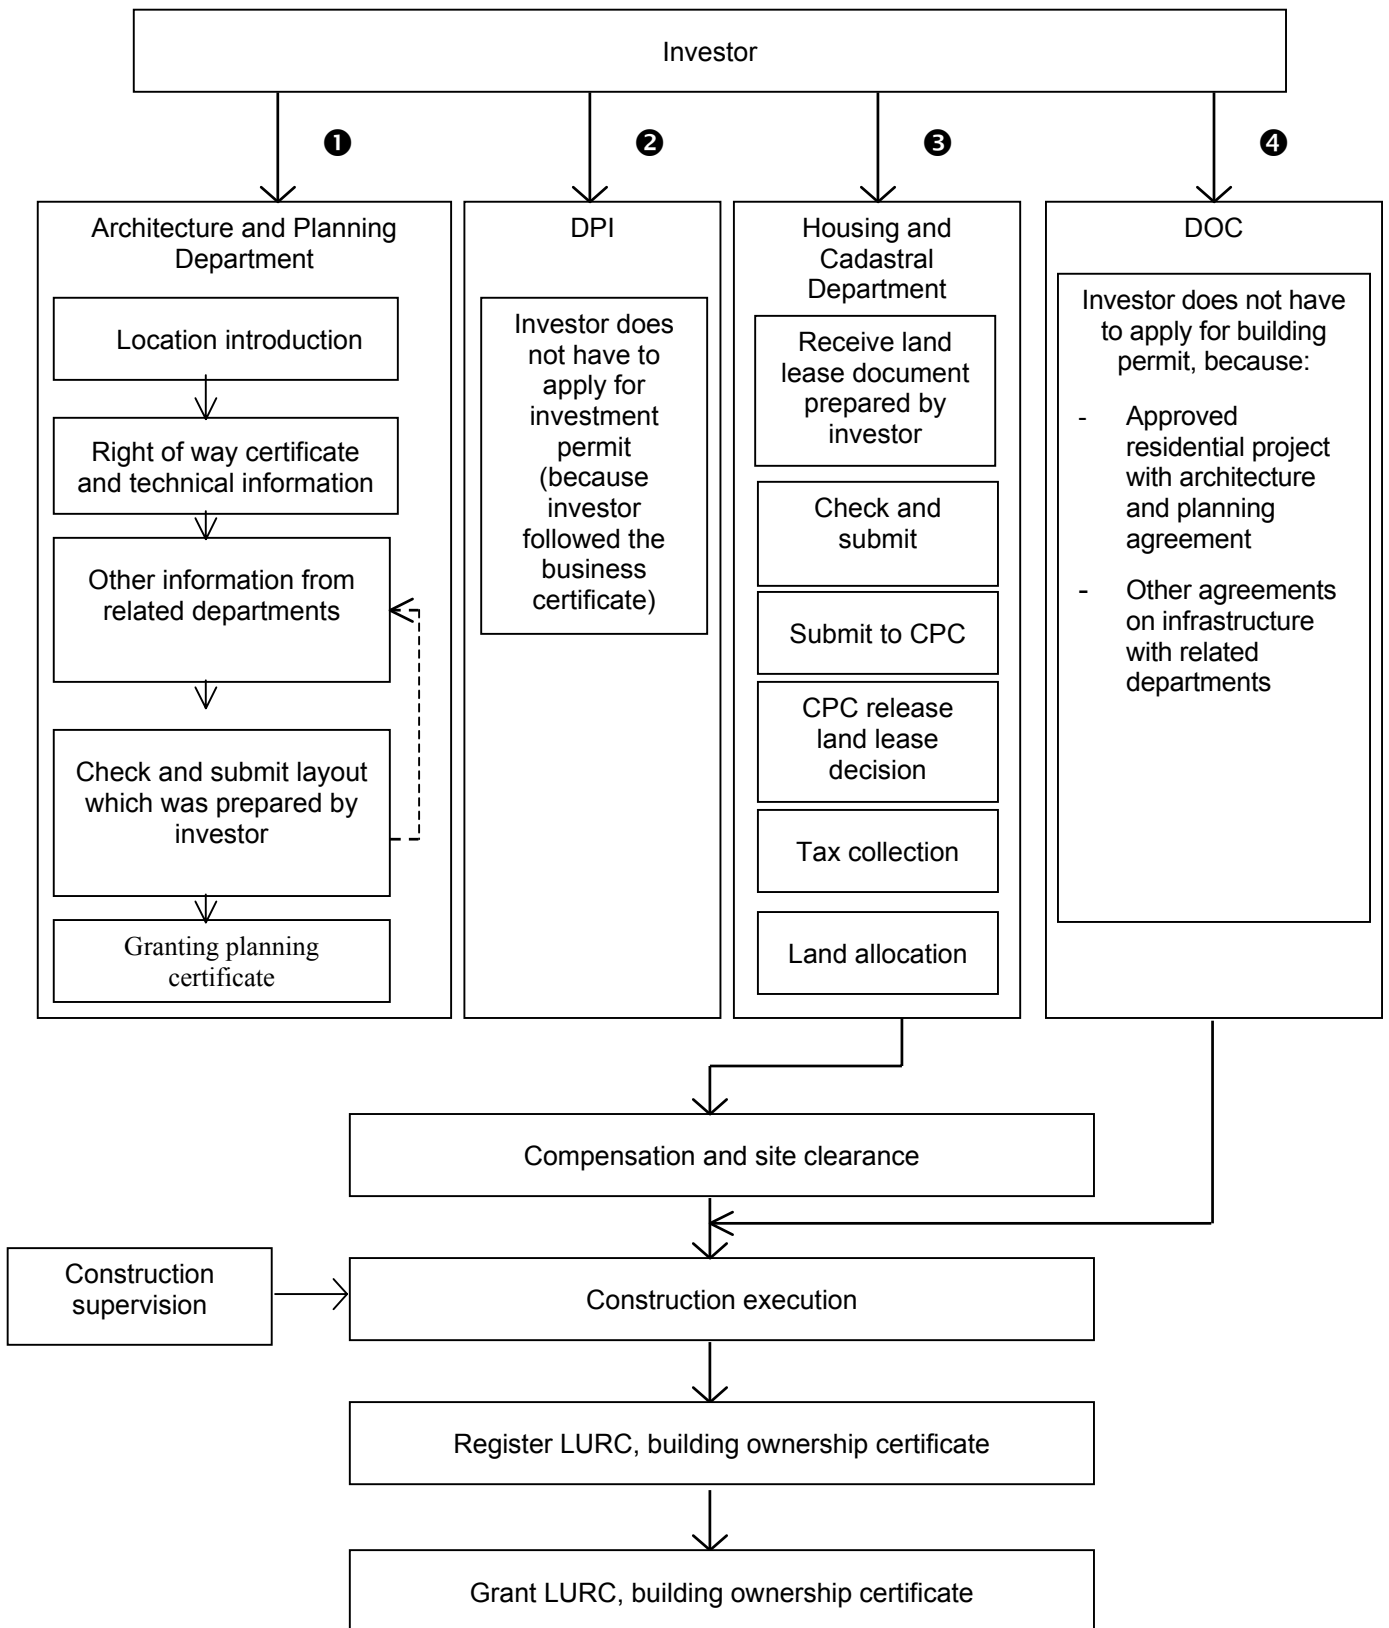 Investor
❶
❷
❸
❹
Architecture and Planning
Department
Location introduction
Right of way certificate
and technical information
Other information from
related departments
Check and submit layout
which was prepared by
investor
Granting planning
certificate
DPI
Investor does
not have to
apply for
investment
permit
(because
investor
followed the
business
certificate)
Housing and
Cadastral
Department
Receive land
lease document
prepared by
investor
Check and
submit
Submit to CPC
CPC release
land lease
decision
Tax collection
Land allocation
DOC
Investor does not have
to apply for building
permit, because:
- Approved
residential project
with architecture
and planning
agreement
- Other agreements
on infrastructure
with related
departments
Compensation and site clearance
Construction
supervision
Construction execution
Register LURC, building ownership certificate
Grant LURC, building ownership certificate